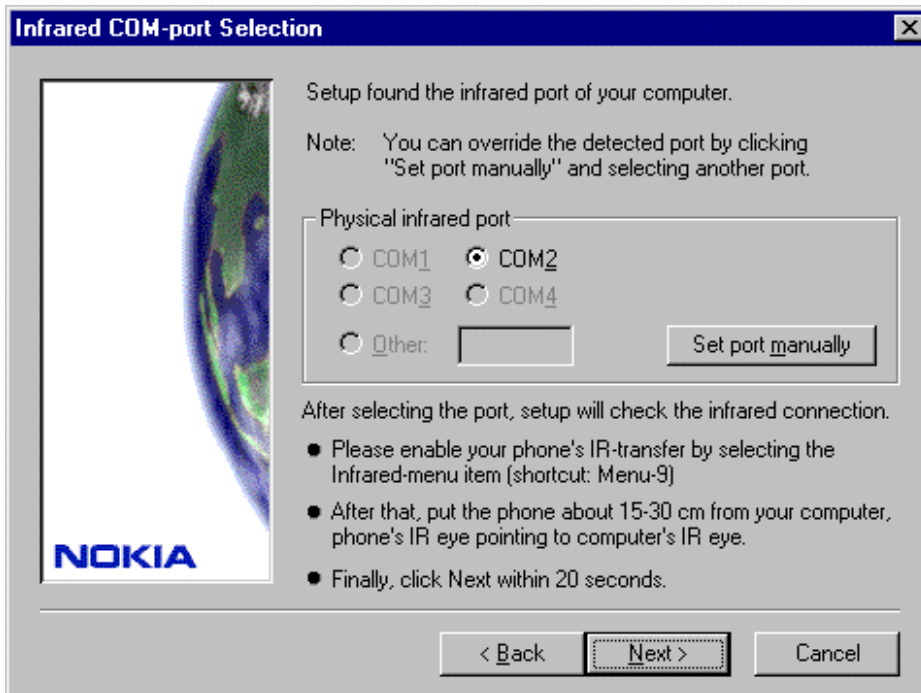 Infrared COM-port Selection
Setup found the infrared port of your computer.
Note: You can override the detected port by clicking
"Set port manually" and selecting another port.
Physical infrared port
COM1 COM2
COM3 COM4
Other: Set port manually
After selecting the port, setup will check the infrared connection.
● Please enable your phone's IR-transfer by selecting the
Infrared-menu item (shortcut: Menu-9)
● After that, put the phone about 15-30 cm from your computer,
phone's IR eye pointing to computer's IR eye.
● Finally, click Next within 20 seconds.
NOKIA
< Back Next > Cancel